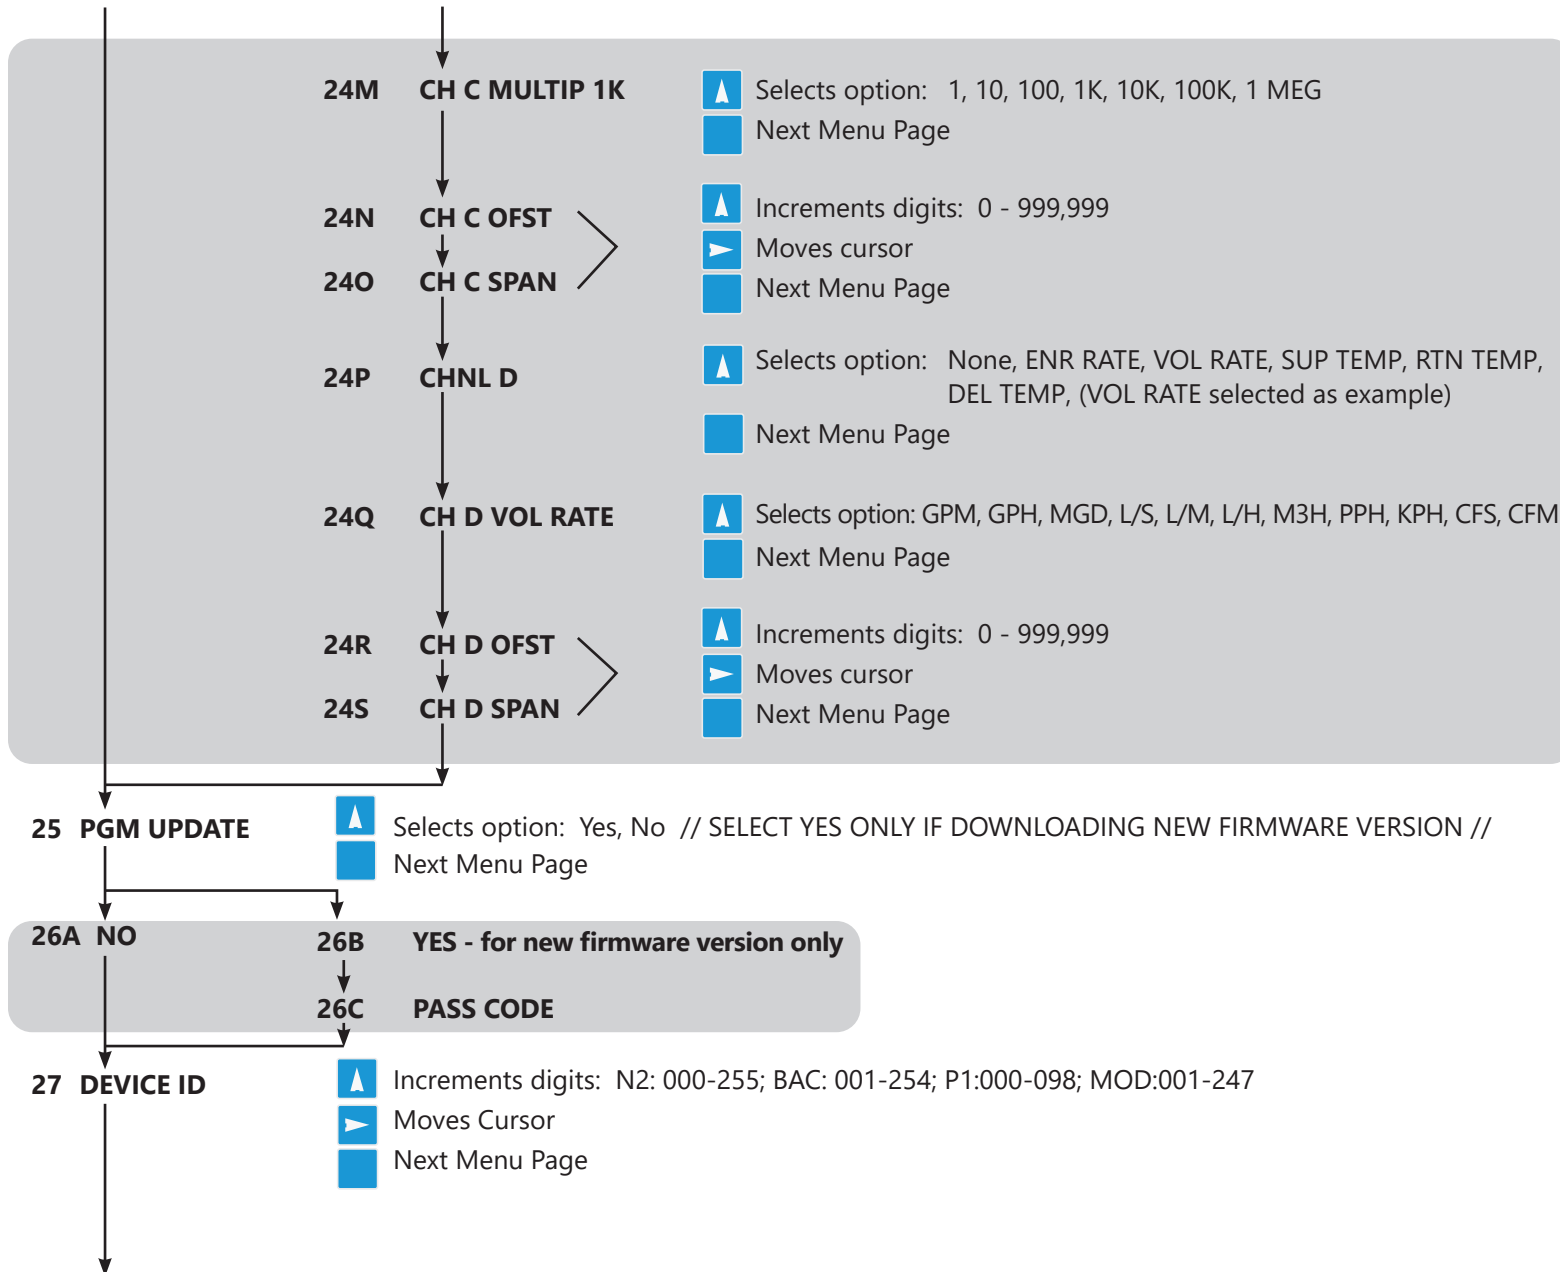 24M CH C MULTIP 1K Selects option: 1, 10, 100, 1K, 10K, 100K, 1 MEG
Next Menu Page
24N CH C OFST Increments digits: 0 - 999,999
Moves cursor
24O CH C SPAN Next Menu Page
24P CHNL D Selects option: None, ENR RATE, VOL RATE, SUP TEMP, RTN TEMP,
DEL TEMP, (VOL RATE selected as example)
Next Menu Page
24Q CH D VOL RATE Selects option: GPM, GPH, MGD, L/S, L/M, L/H, M3H, PPH, KPH, CFS, CFM
Next Menu Page
24R CH D OFST Increments digits: 0 - 999,999
Moves cursor
24S CH D SPAN Next Menu Page
25 PGM UPDATE Selects option: Yes, No // SELECT YES ONLY IF DOWNLOADING NEW FIRMWARE VERSION //
Next Menu Page
26A NO 26B YES - for new firmware version only
26C PASS CODE
27 DEVICE ID Increments digits: N2: 000-255; BAC: 001-254; P1:000-098; MOD:001-247
Moves Cursor
Next Menu Page